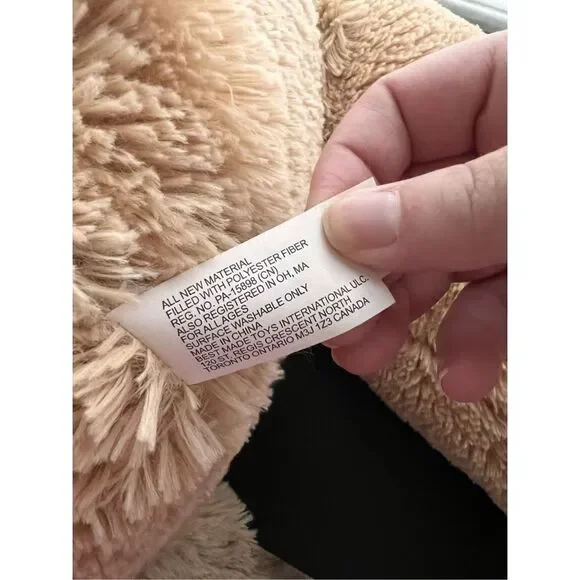 ALL NEW MATERIAL
FILLED WITH POLYESTER FIBER
REG. NO. PA-15898 (CN)
ALSO REGISTERED IN OH, MA
FOR ALL AGES
SURFACE WASHABLE ONLY
MADE IN CHINA
BEST MADE TOYS INTERNATIONAL ULC.
120 ST. REGIS CRESCENT NORTH
TORONTO ONTARIO M3J 1Z3 CANADA